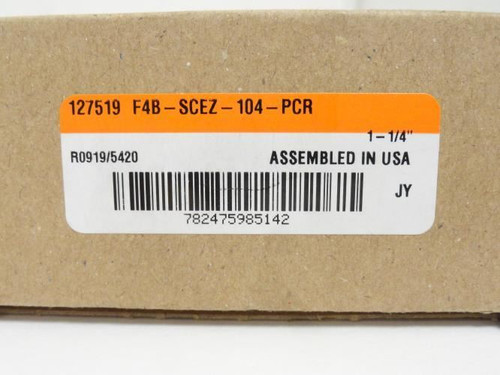 127519 F4B-SCEZ-104-PCR
1-1/4"
R0919/5420 ASSEMBLED IN USA
JY
782475985142